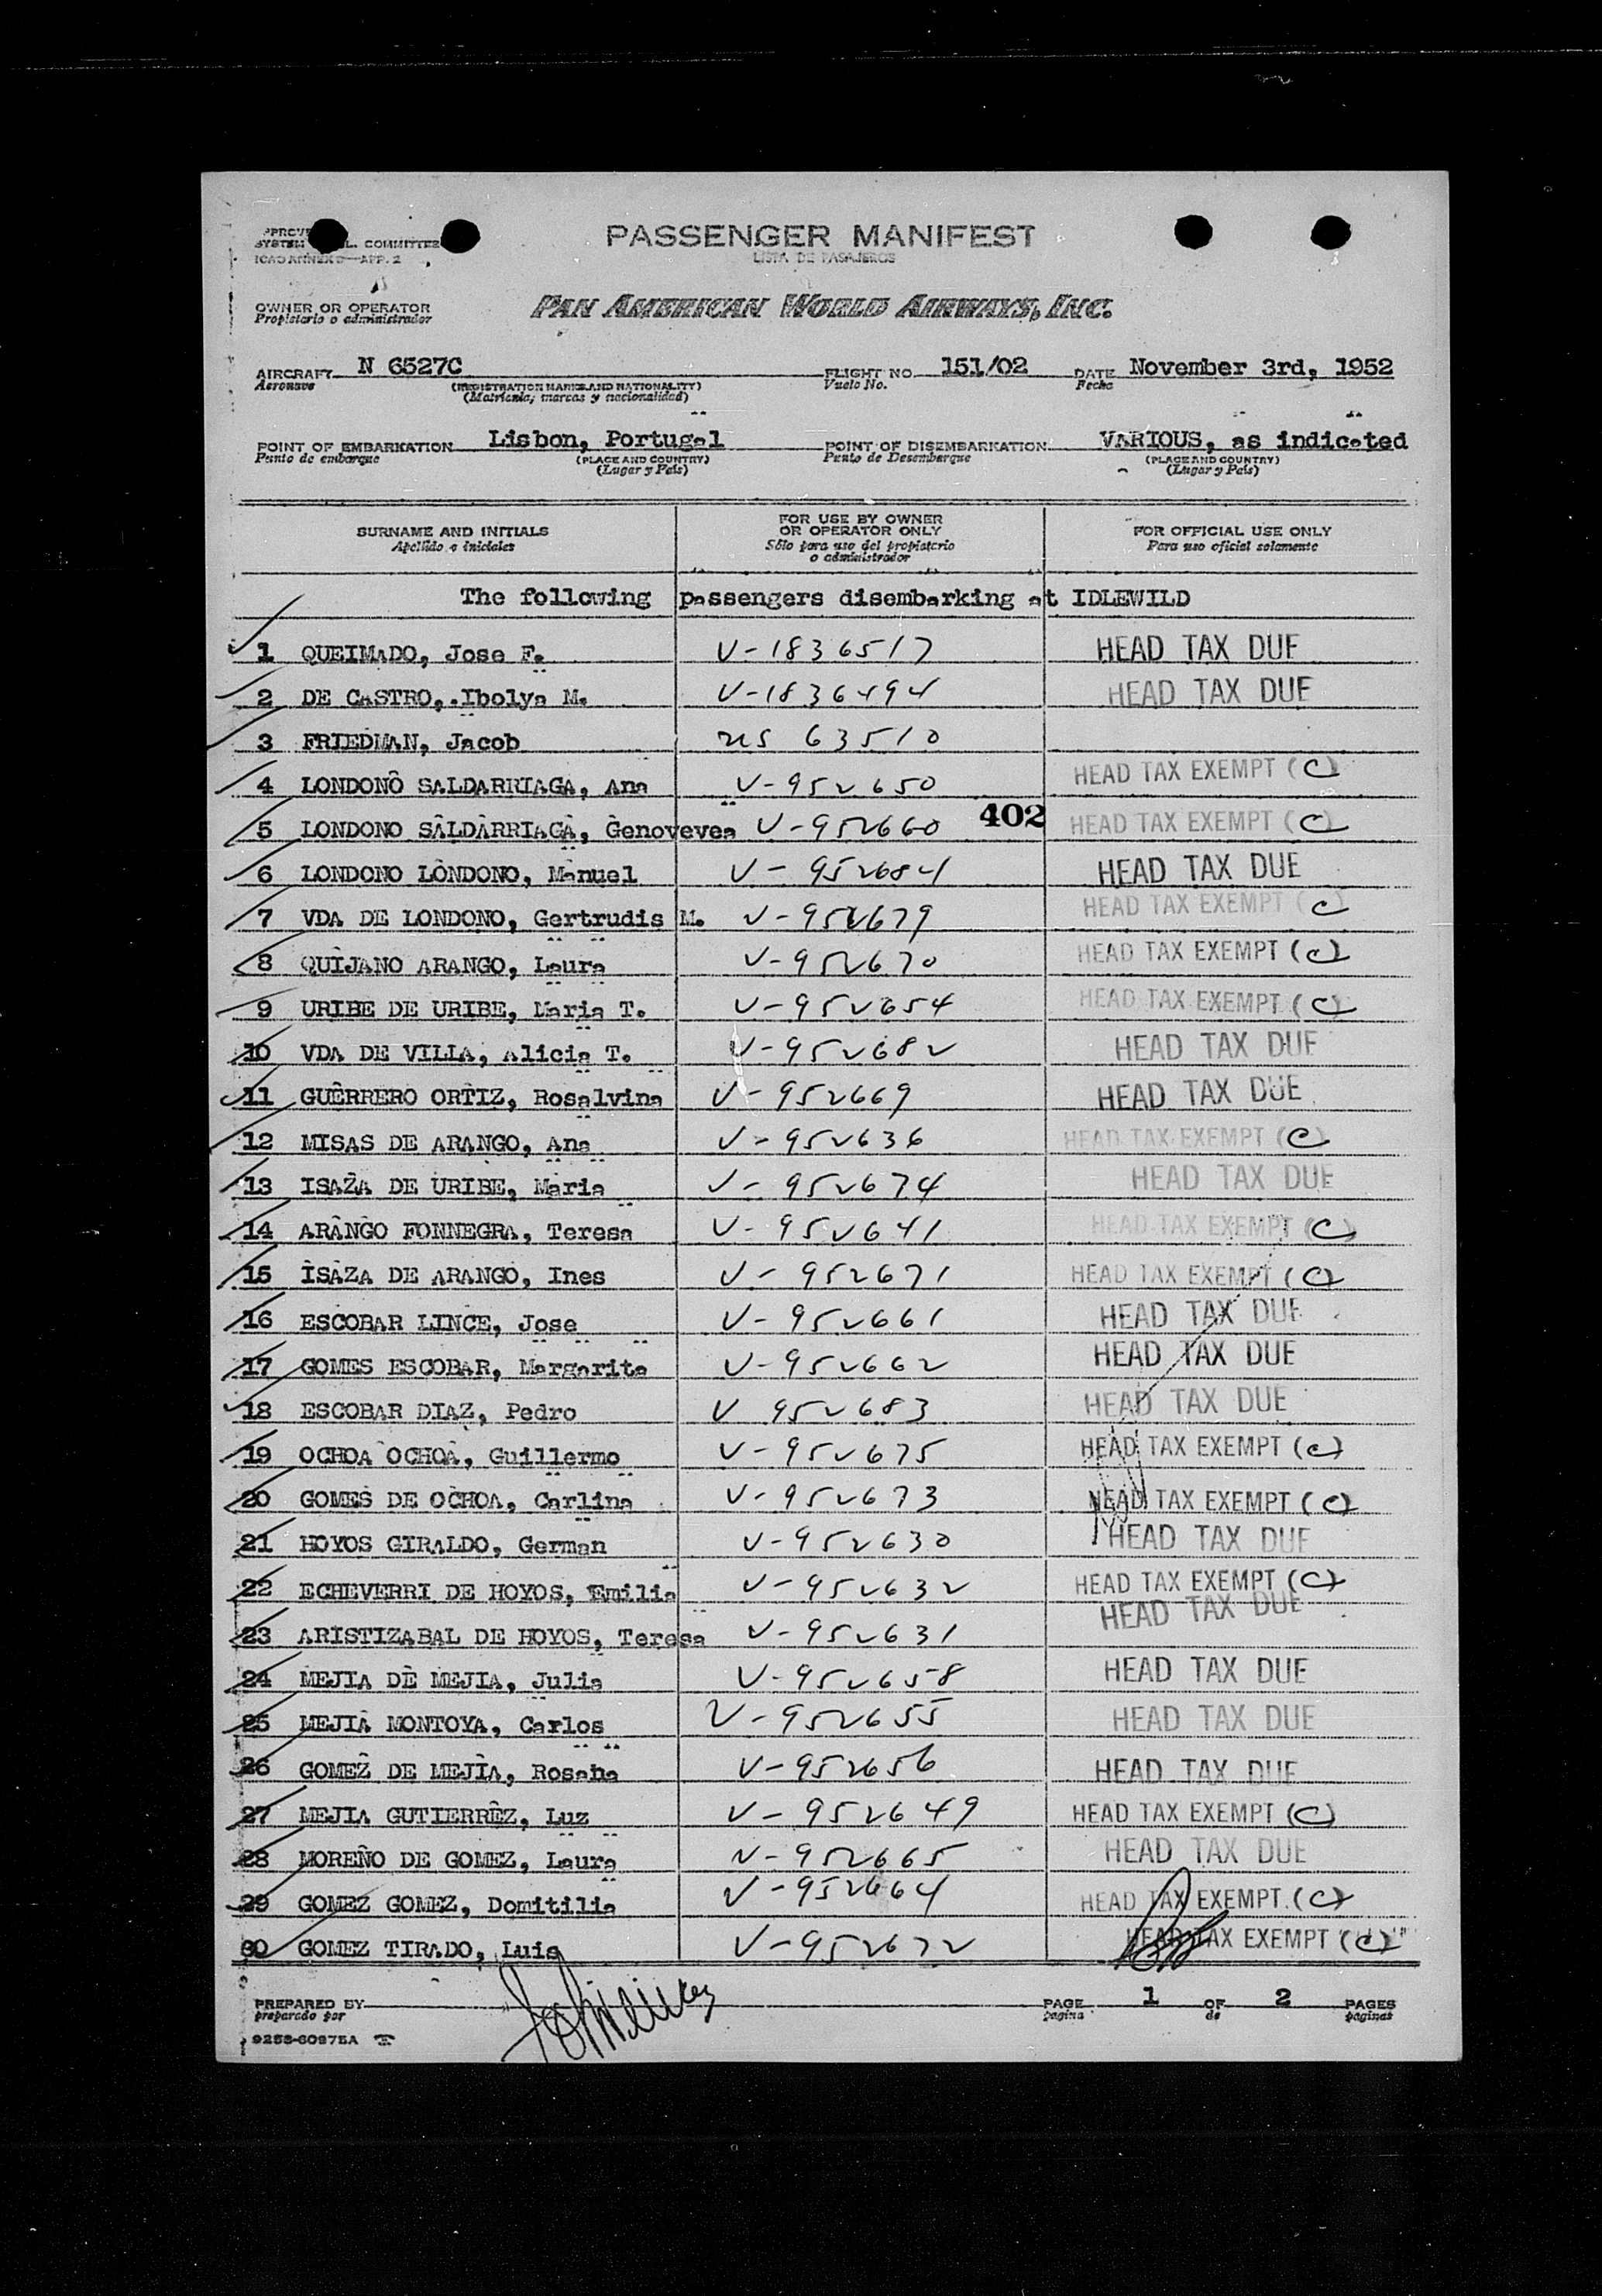 SYSTEM L. COMMITTEE
ICAO ANNEX 9—APP. 2
PASSENGER MANIFEST
LISTA DE PASAJEROS
OWNER OR OPERATOR
Propietario o administrador
PAN AMERICAN WORLD AIRWAYS, INC.
AIRCRAFT N 6527C FLIGHT NO. 151/02 DATE November 3rd, 1952
Aeronave (REGISTRATION MARKS AND NATIONALITY) Vuelo No. Fecha
(Matrícula, marcas y nacionalidad)
POINT OF EMBARKATION Lisbon, Portugal POINT OF DISEMBARKATION VARIOUS, as indicated
Punto de embarque (PLACE AND COUNTRY) Punto de Desembarque (PLACE AND COUNTRY)
(Lugar y País) (Lugar y País)
SURNAME AND INITIALS FOR USE BY OWNER OR OPERATOR ONLY FOR OFFICIAL USE ONLY
Apellido e iniciales Sólo para uso del propietario o administrador Para uso oficial solamente
The following passengers disembarking at IDLEWILD
1 QUEIMADO, Jose F. V-1836517 HEAD TAX DUE
2 DE CASTRO, Ibolya M. V-1836494 HEAD TAX DUE
3 FRIEDMAN, Jacob US 63510
4 LONDONO SALDARRIAGA, Ana V-952650 HEAD TAX EXEMPT (C)
5 LONDONO SALDARRIAGA, Genoveves V-952660 402 HEAD TAX EXEMPT (C)
6 LONDONO LONDONO, Manuel V-952684 HEAD TAX DUE
7 VDA DE LONDONO, Gertrudis M. V-952679 HEAD TAX EXEMPT (C)
8 QUIJANO ARANGO, Laura V-952670 HEAD TAX EXEMPT (C)
9 URIBE DE URIBE, Maria T. V-952654 HEAD TAX EXEMPT (C)
10 VDA DE VILLA, Alicia T. V-952682 HEAD TAX DUE
11 GUERRERO ORTIZ, Rosalvina V-952669 HEAD TAX DUE
12 MISAS DE ARANGO, Ana V-952636 HEAD TAX EXEMPT (C)
13 ISAZA DE URIBE, Maria V-952674 HEAD TAX DUE
14 ARANGO FONNEGRA, Teresa V-952641 HEAD TAX EXEMPT (C)
15 ISAZA DE ARANGO, Ines V-952671 HEAD TAX EXEMPT (C)
16 ESCOBAR LINCE, Jose V-952661 HEAD TAX DUE
17 GOMES ESCOBAR, Margarita V-952662 HEAD TAX DUE
18 ESCOBAR DIAZ, Pedro V 952683 HEAD TAX DUE
19 OCHOA OCHOA, Guillermo V-952675 HEAD TAX EXEMPT (C)
20 GOMES DE OCHOA, Carlina V-952673 HEAD TAX EXEMPT (C)
21 HOYOS GIRALDO, German V-952630 HEAD TAX DUE
22 ECHEVERRI DE HOYOS, Emilia V-952632 HEAD TAX EXEMPT (C)
23 ARISTIZABAL DE HOYOS, Teresa V-952631 HEAD TAX DUE
24 MEJIA DE MEJIA, Julia V-952658 HEAD TAX DUE
25 MEJIA MONTOYA, Carlos V-952655 HEAD TAX DUE
26 GOMEZ DE MEJIA, Rosaha V-952656 HEAD TAX DUE
27 MEJIA GUTIERREZ, Luz V-952649 HEAD TAX EXEMPT (C)
28 MORENO DE GOMEZ, Laura V-952665 HEAD TAX DUE
29 GOMEZ GOMEZ, Domitilia V-952664 HEAD TAX EXEMPT (C)
30 GOMEZ TIRADO, Luis V-952672 HEAD TAX EXEMPT (C)
PREPARED BY PAGE 1 OF 2 PAGES
preparado por pagina de paginas
9258-60975A